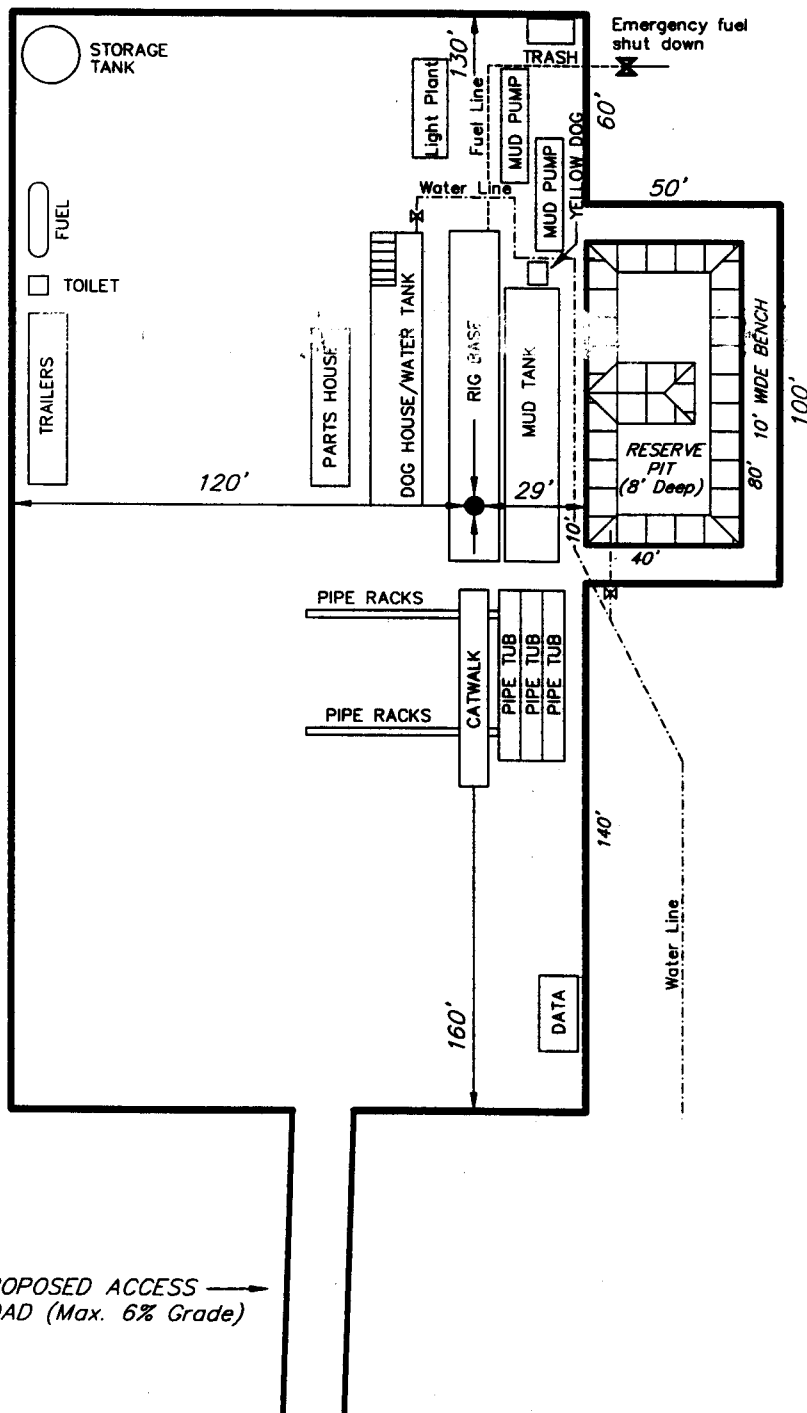 STORAGE
TANK
Emergency fuel
shut down
130'
TRASH
Light Plant
Fuel Line
MUD PUMP
MUD PUMP
YELLOW DOG
60'
Water Line
50'
FUEL
TOILET
TRAILERS
PARTS HOUSE
DOG HOUSE/WATER TANK
RIG BASE
MUD TANK
RESERVE
PIT
(8' Deep)
80'
10' WIDE BENCH
100'
120'
29'
10'
40'
PIPE RACKS
PIPE RACKS
CATWALK
PIPE TUB
PIPE TUB
PIPE TUB
140'
Water Line
160'
DATA
OPOSED ACCESS
OAD (Max. 6% Grade)